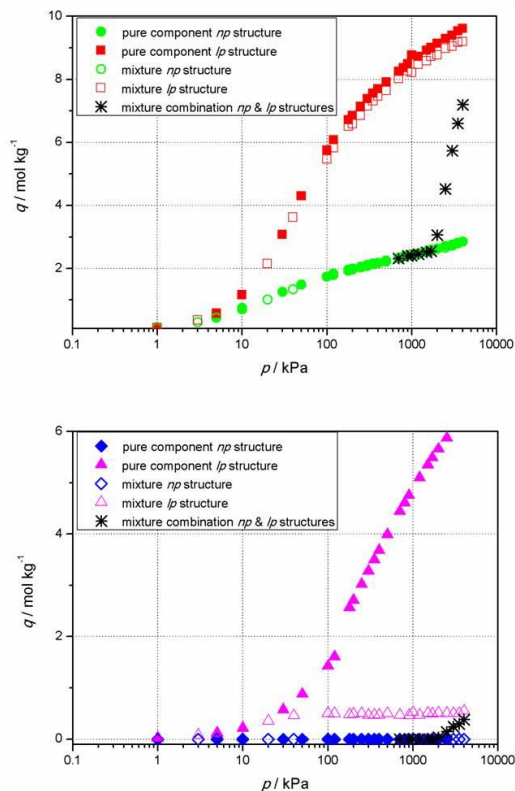 pure component np structure
pure component lp structure
mixture np structure
mixture lp structure
mixture combination np & lp structures
10
8
6
4
2
q / mol kg⁻¹
0.1 1 10 100 1000 10000
p / kPa
pure component np structure
pure component lp structure
mixture np structure
mixture lp structure
mixture combination np & lp structures
6
4
2
0
q / mol kg⁻¹
0.1 1 10 100 1000 10000
p / kPa